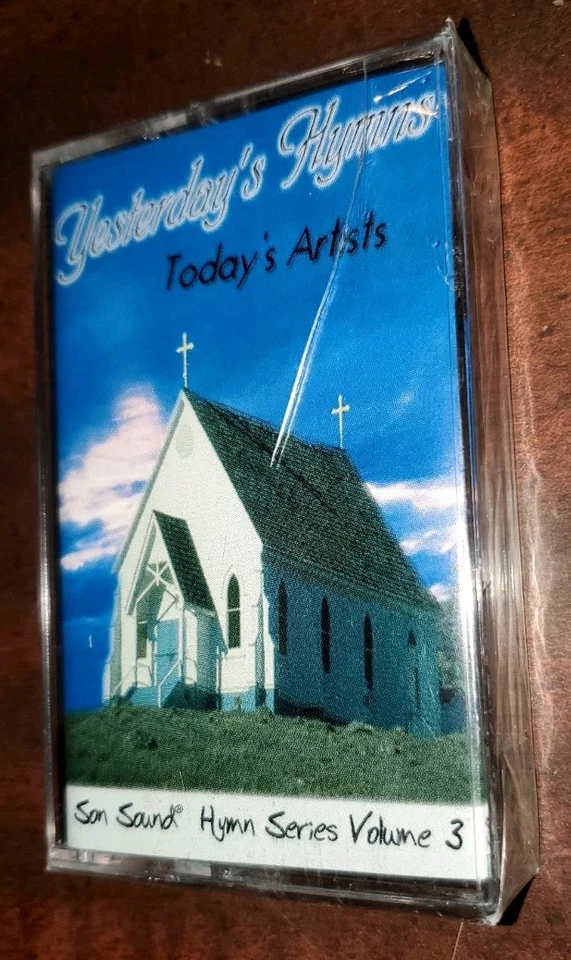 Yesterday's Hymns
Today's Artists
Son Sound® Hymn Series Volume 3